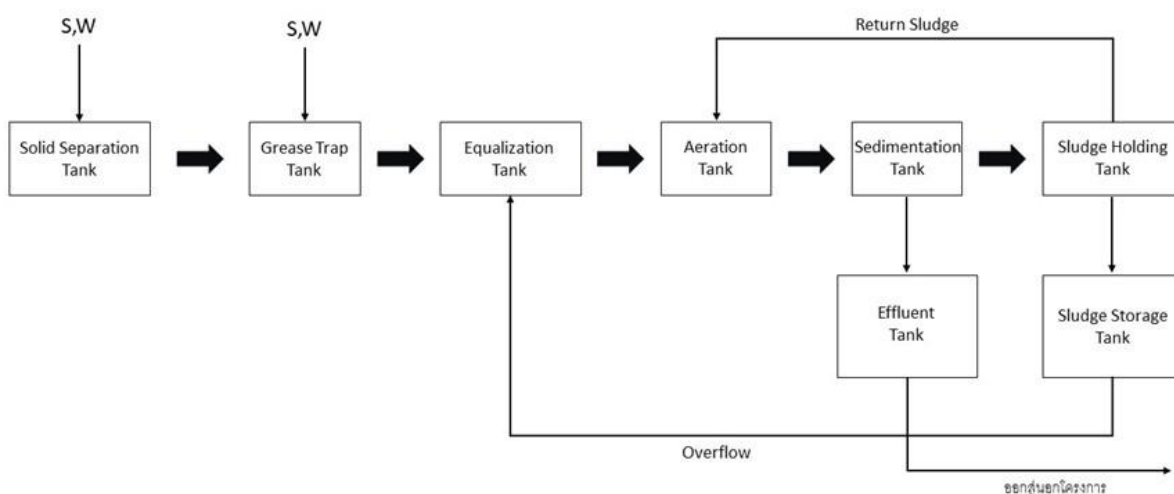 S,W
S,W
Return Sludge
Solid Separation
Tank
Grease Trap
Tank
Equalization
Tank
Aeration
Tank
Sedimentation
Tank
Sludge Holding
Tank
Effluent
Tank
Sludge Storage
Tank
Overflow
ออกสู่นอกโครงการ